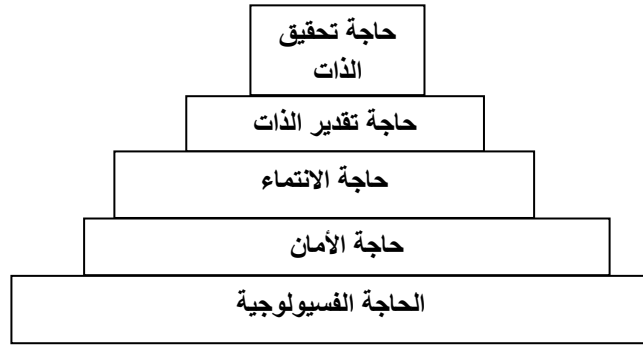 حاجة تحقيق
الذات
حاجة تقدير الذات
حاجة الانتماء
حاجة الأمان
الحاجة الفسيولوجية